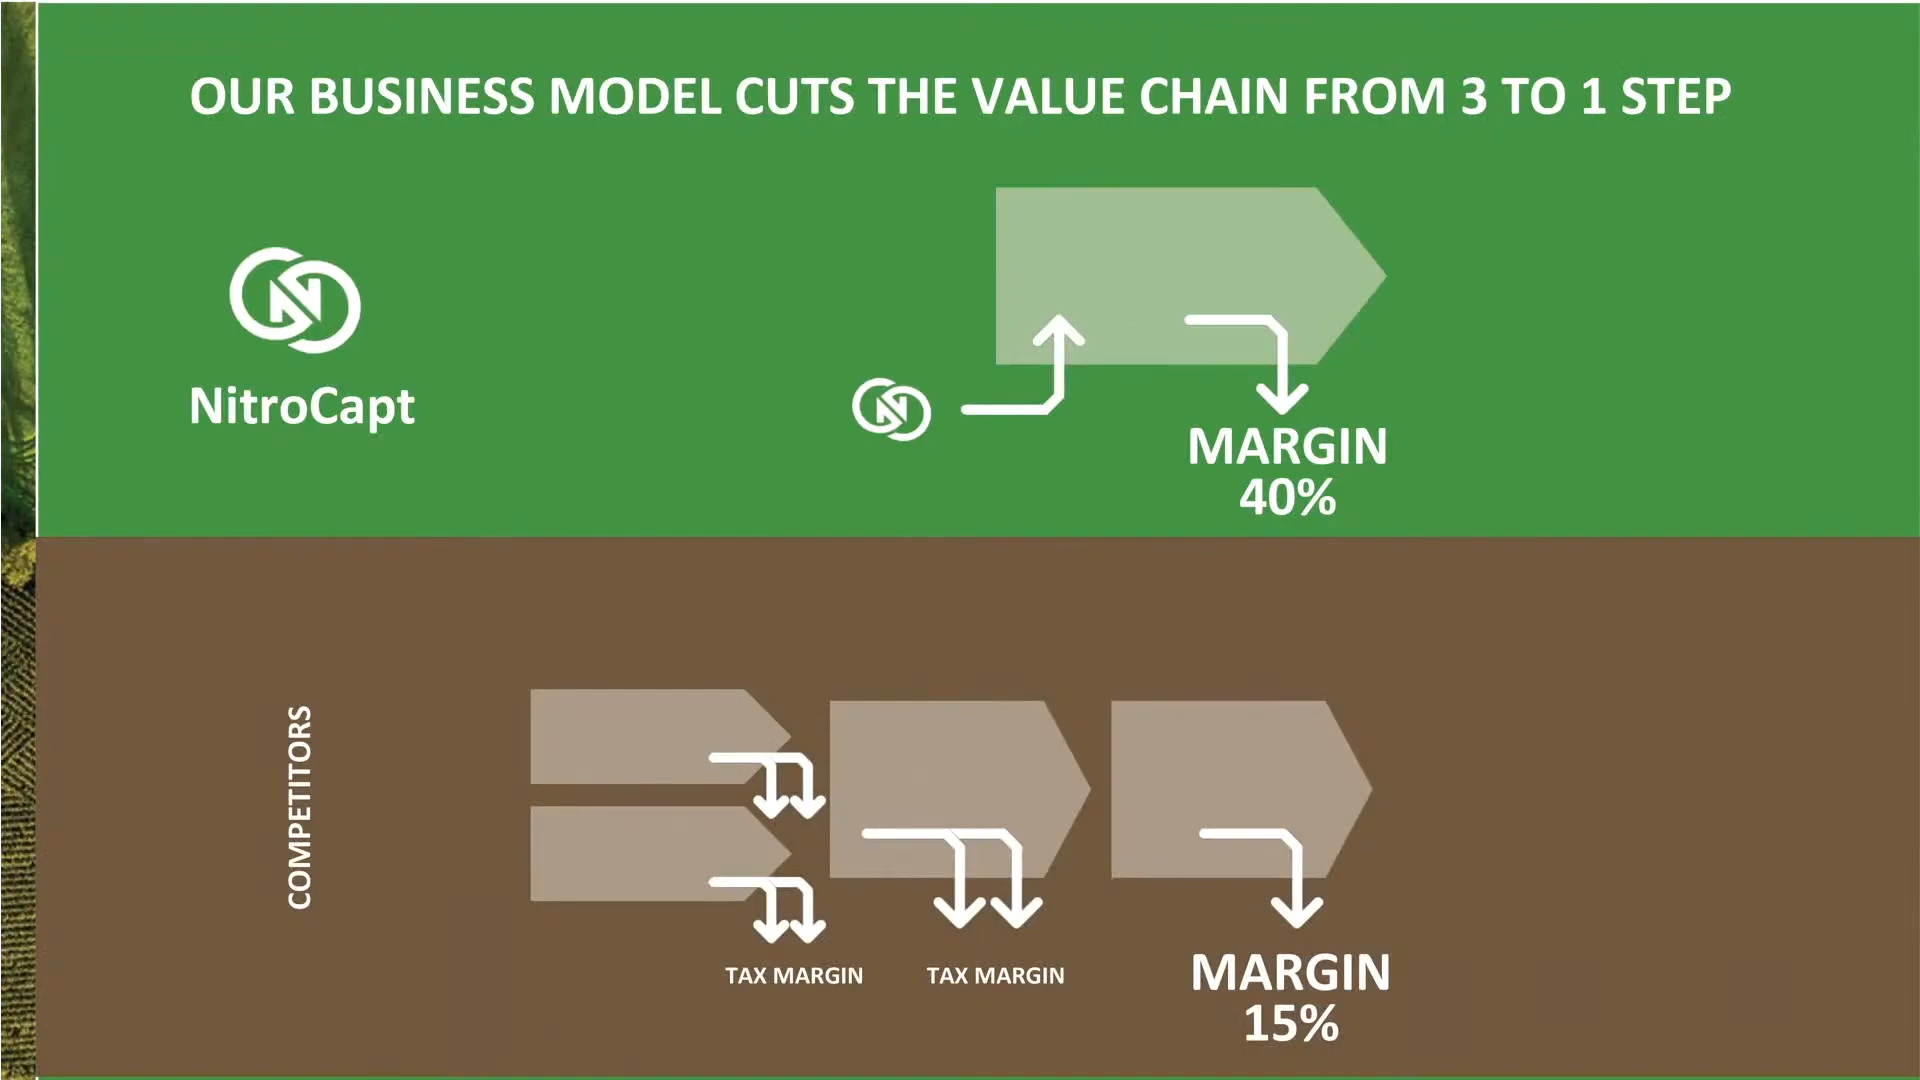 OUR BUSINESS MODEL CUTS THE VALUE CHAIN FROM 3 TO 1 STEP
N
NitroCapt
N
MARGIN
40%
COMPETITORS
TAX MARGIN
TAX MARGIN
MARGIN
15%